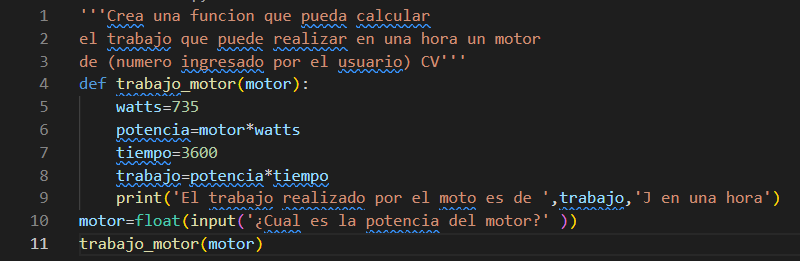 1 '''Crea una funcion que pueda calcular
2 el trabajo que puede realizar en una hora un motor
3 de (numero ingresado por el usuario) CV'''
4 def trabajo_motor(motor):
5 watts=735
6 potencia=motor*watts
7 tiempo=3600
8 trabajo=potencia*tiempo
9 print('El trabajo realizado por el moto es de ',trabajo,'J en una hora')
10 motor=float(input('¿Cual es la potencia del motor?' ))
11 trabajo_motor(motor)